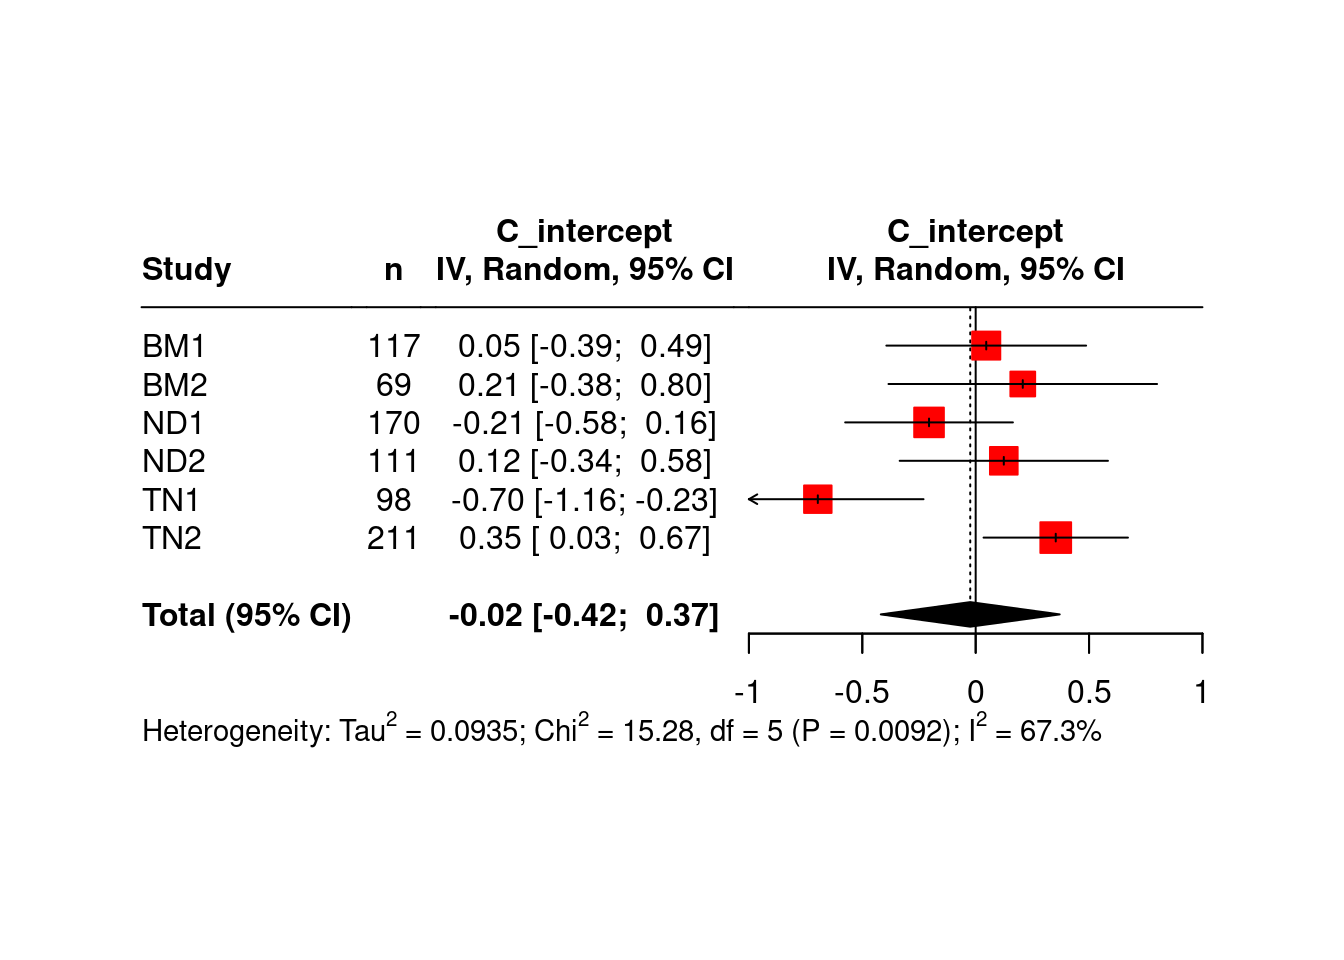 C_intercept C_intercept
Study n IV, Random, 95% CI IV, Random, 95% CI
BM1 117 0.05 [-0.39; 0.49]
BM2 69 0.21 [-0.38; 0.80]
ND1 170 -0.21 [-0.58; 0.16]
ND2 111 0.12 [-0.34; 0.58]
TN1 98 -0.70 [-1.16; -0.23]
TN2 211 0.35 [ 0.03; 0.67]
Total (95% CI) -0.02 [-0.42; 0.37]
-1 -0.5 0 0.5 1
Heterogeneity: Tau² = 0.0935; Chi² = 15.28, df = 5 (P = 0.0092); I² = 67.3%